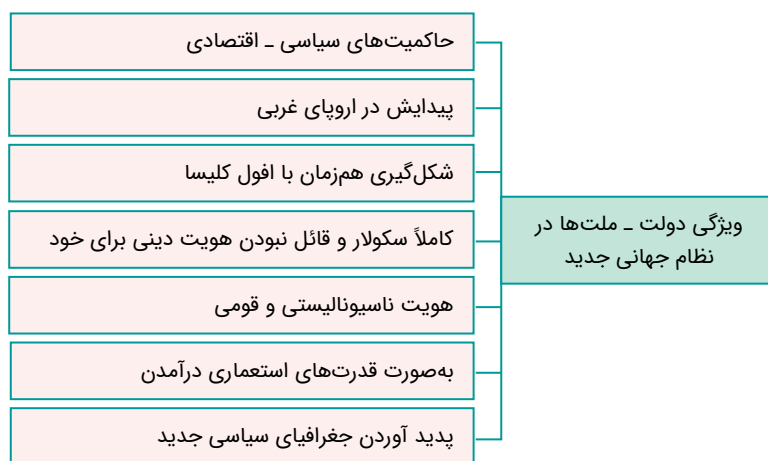 ویژگی دولت ـ ملت‌ها در
نظام جهانی جدید
حاکمیت‌های سیاسی ـ اقتصادی
پیدایش در اروپای غربی
شکل‌گیری هم‌زمان با افول کلیسا
کاملاً سکولار و قائل نبودن هویت دینی برای خود
هویت ناسیونالیستی و قومی
به‌صورت قدرت‌های استعماری درآمدن
پدید آوردن جغرافیای سیاسی جدید